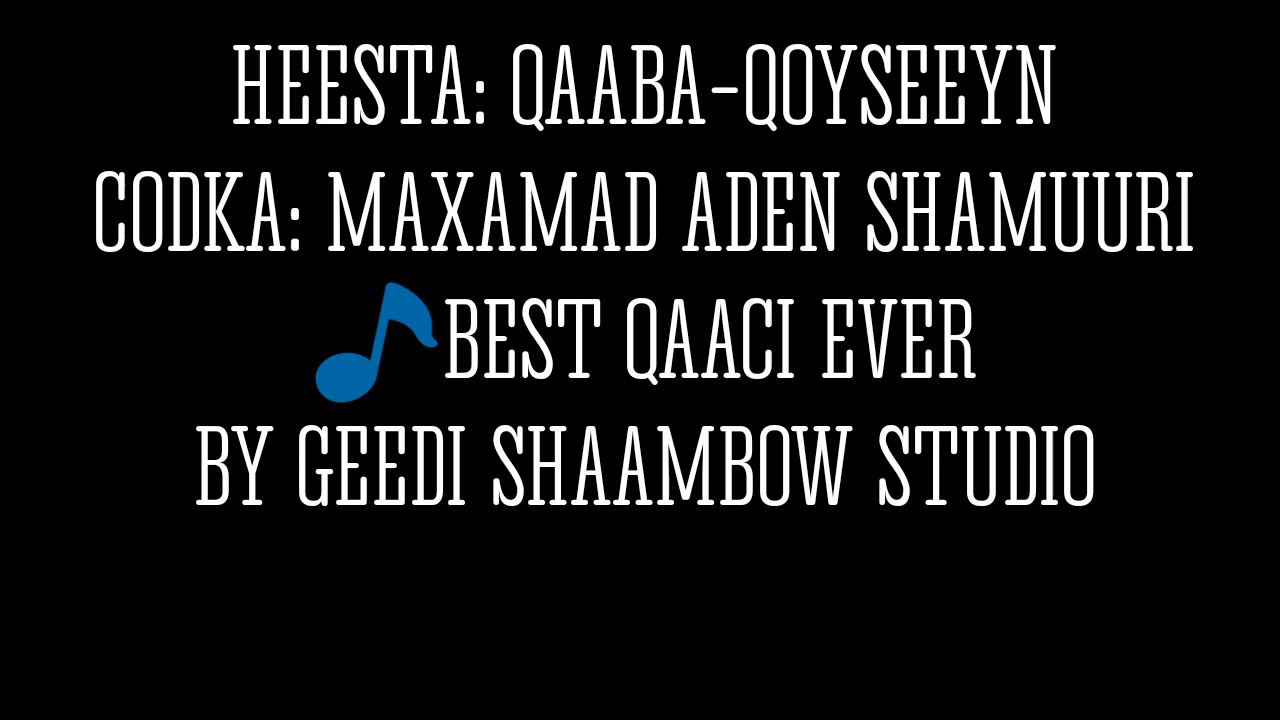 HEESTA: QAABA-QOYSEEYN
CODKA: MAXAMAD ADEN SHAMUURI
🎵BEST QAACI EVER
BY GEEDI SHAAMBOW STUDIO